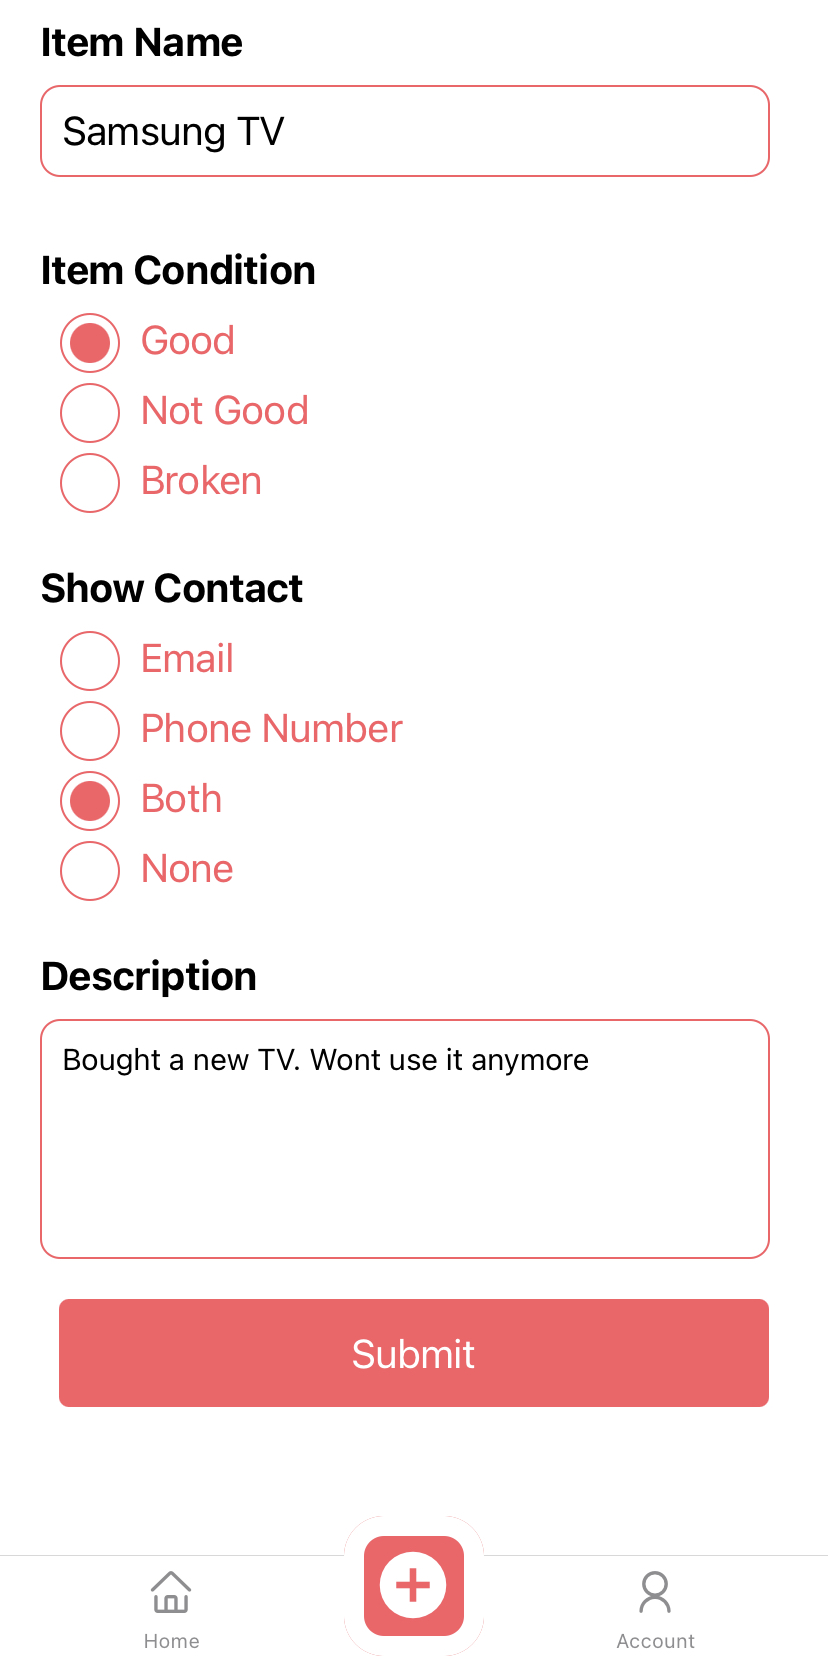 Item Name
Samsung TV
Item Condition
Good
Not Good
Broken
Show Contact
Email
Phone Number
Both
None
Description
Bought a new TV. Wont use it anymore
Submit
Home
Account